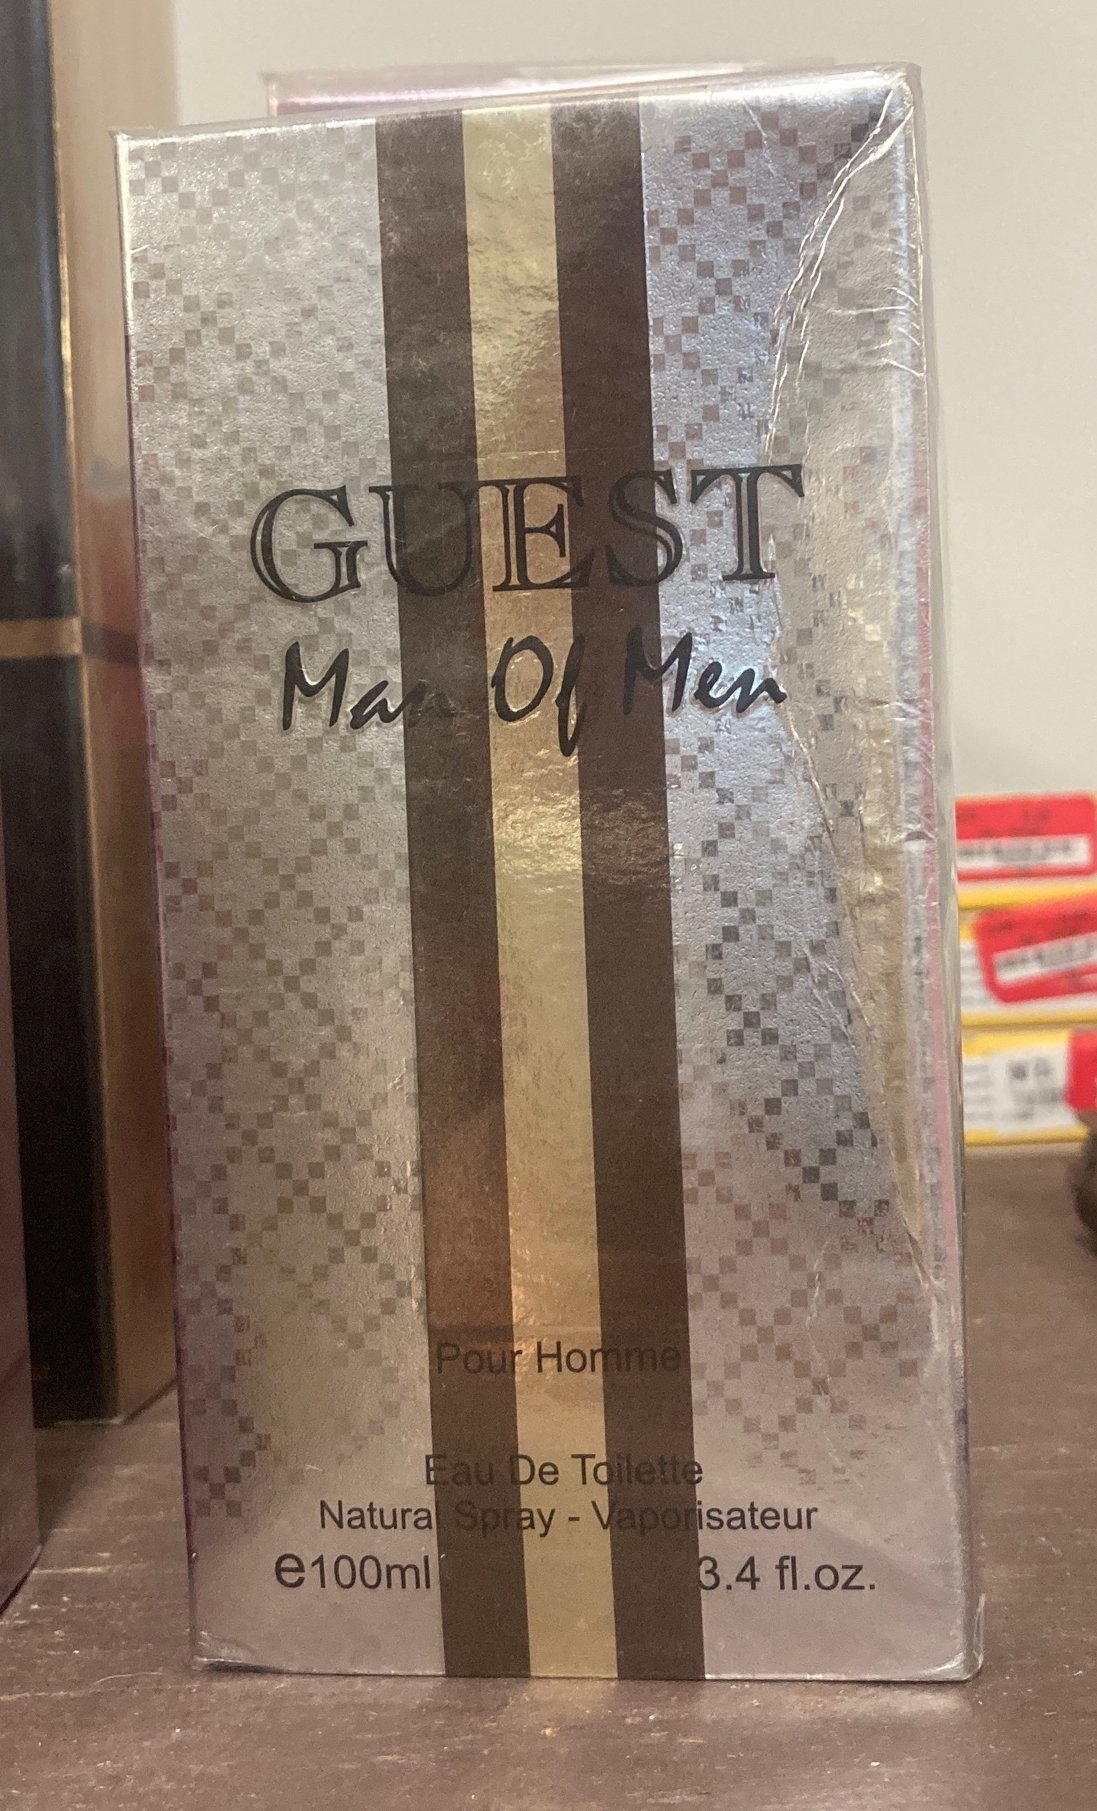 GUEST
Man Of Men
Pour Homme
Eau De Toilette
Natural Spray - Vaporisateur
e100ml 3.4 fl.oz.